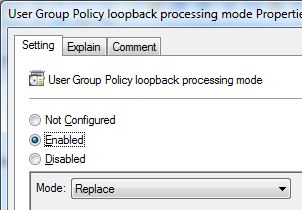 User Group Policy loopback processing mode Properti
Setting Explain Comment
User Group Policy loopback processing mode
Not Configured
Enabled
Disabled
Mode: Replace